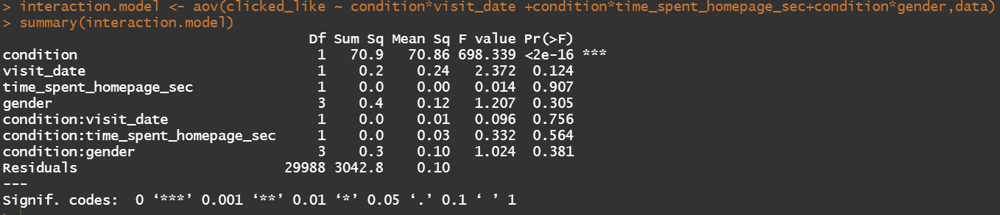 > interaction.model <- aov(clicked_like ~ condition*visit_date +condition*time_spent_homepage_sec+condition*gender,data)
> summary(interaction.model)
Df Sum Sq Mean Sq F value Pr(>F)
condition 1 70.9 70.86 698.339 <2e-16 ***
visit_date 1 0.2 0.24 2.372 0.124
time_spent_homepage_sec 1 0.0 0.00 0.014 0.907
gender 3 0.4 0.12 1.207 0.305
condition:visit_date 1 0.0 0.01 0.096 0.756
condition:time_spent_homepage_sec 1 0.0 0.03 0.332 0.564
condition:gender 3 0.3 0.10 1.024 0.381
Residuals 29988 3042.8 0.10
---
Signif. codes: 0 ‘***’ 0.001 ‘**’ 0.01 ‘*’ 0.05 ‘.’ 0.1 ‘ ’ 1